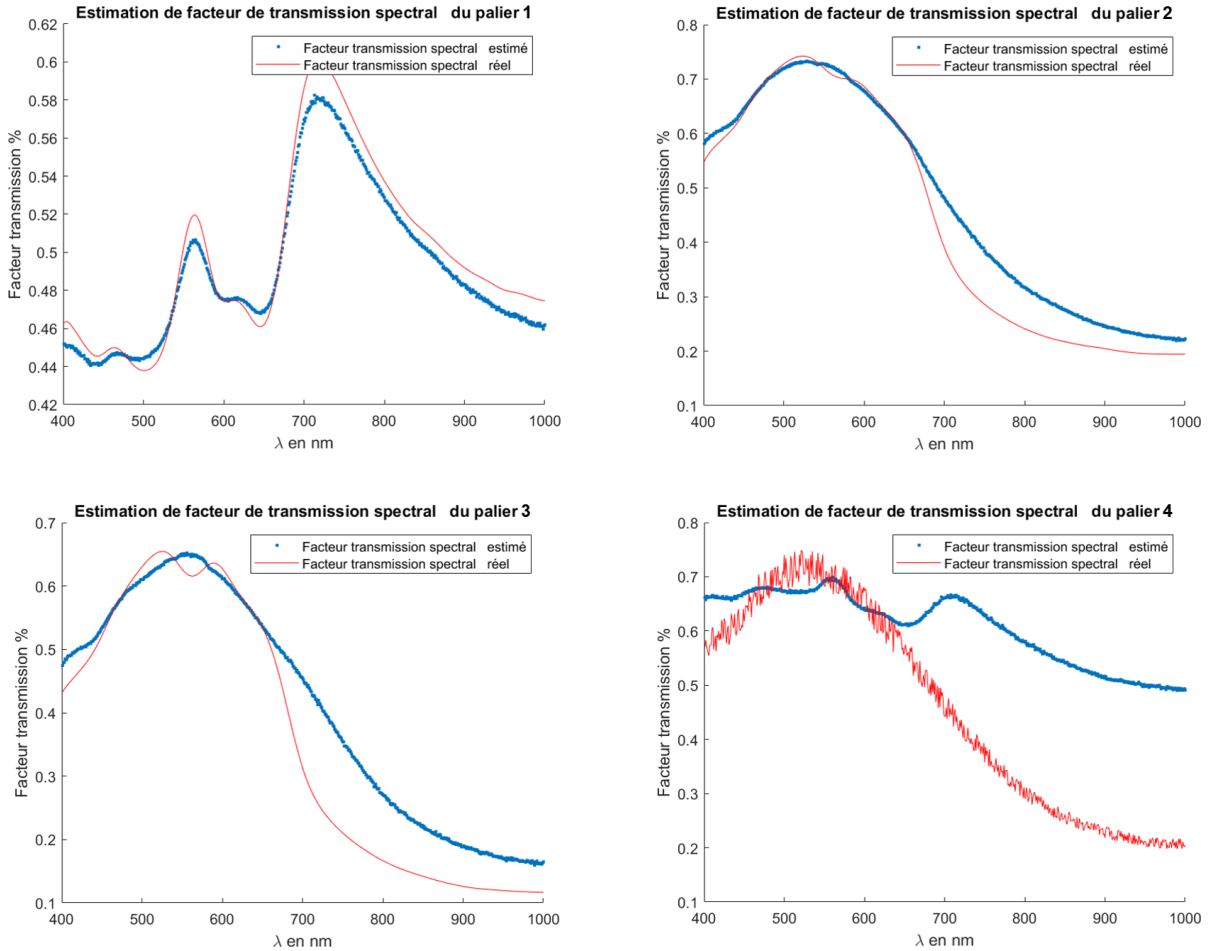 Estimation de facteur de transmission spectral du palier 1
Facteur transmission spectral estimé
Facteur transmission spectral réel
0.62
0.6
0.58
0.56
0.54
0.52
0.5
0.48
0.46
0.44
0.42
Facteur transmission %
400 500 600 700 800 900 1000
λ en nm
Estimation de facteur de transmission spectral du palier 2
Facteur transmission spectral estimé
Facteur transmission spectral réel
0.8
0.7
0.6
0.5
0.4
0.3
0.2
0.1
Facteur transmission %
400 500 600 700 800 900 1000
λ en nm
Estimation de facteur de transmission spectral du palier 3
Facteur transmission spectral estimé
Facteur transmission spectral réel
0.7
0.6
0.5
0.4
0.3
0.2
0.1
Facteur transmission %
400 500 600 700 800 900 1000
λ en nm
Estimation de facteur de transmission spectral du palier 4
Facteur transmission spectral estimé
Facteur transmission spectral réel
0.8
0.7
0.6
0.5
0.4
0.3
0.2
0.1
Facteur transmission %
400 500 600 700 800 900 1000
λ en nm